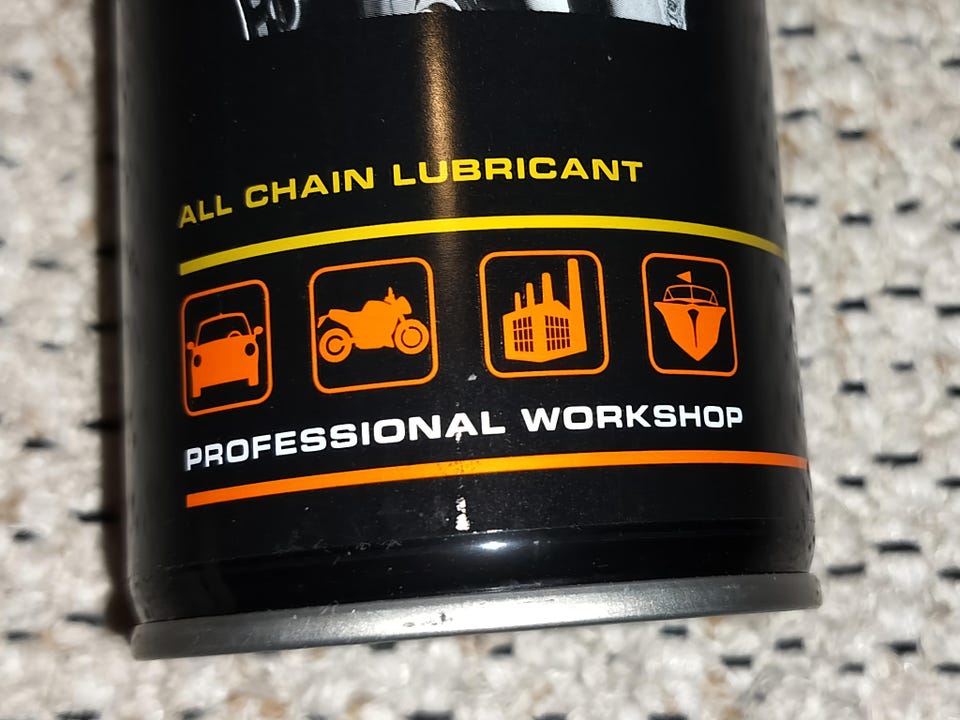 ALL CHAIN LUBRICANT
PROFESSIONAL WORKSHOP